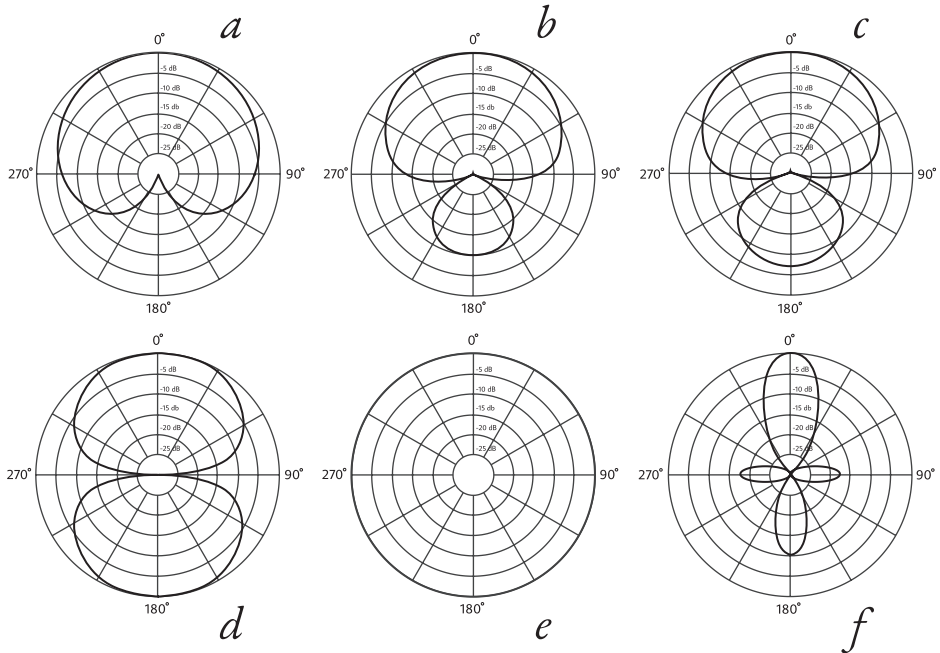 a b c
0° 0° 0°
-5 dB -5 dB -5 dB
-10 dB -10 dB -10 dB
-15 db -15 db -15 db
-20 dB -20 dB -20 dB
-25 dB -25 dB -25 dB
270° 90° 270° 90° 270° 90°
180° 180° 180°
0° 0° 0°
-5 dB -5 dB -5 dB
-10 dB -10 dB -10 dB
-15 db -15 db -15 db
-20 dB -20 dB -20 dB
-25 dB -25 dB -25 dB
270° 90° 270° 90° 270° 90°
180° 180° 180°
d e f